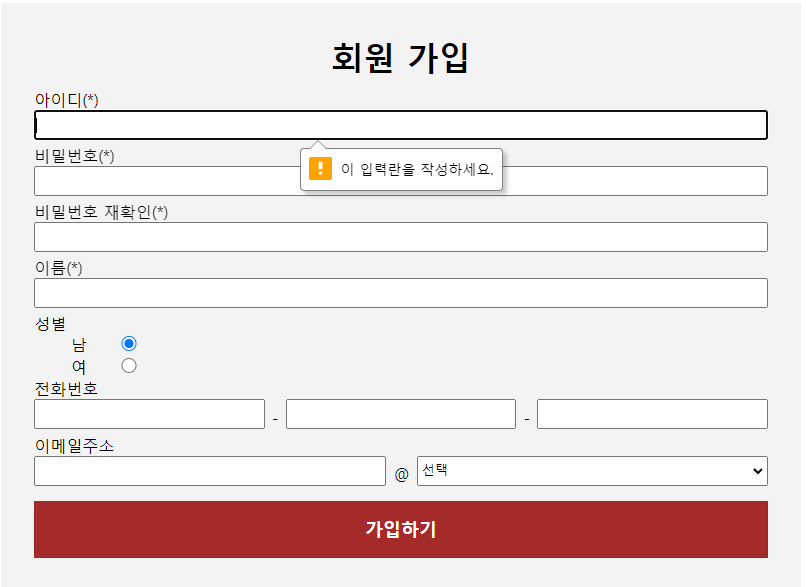 회원 가입
아이디(*)
비밀번호(*)
! 이 입력란을 작성하세요.
비밀번호 재확인(*)
이름(*)
성별
남
여
전화번호
- -
이메일주소
@ 선택
가입하기